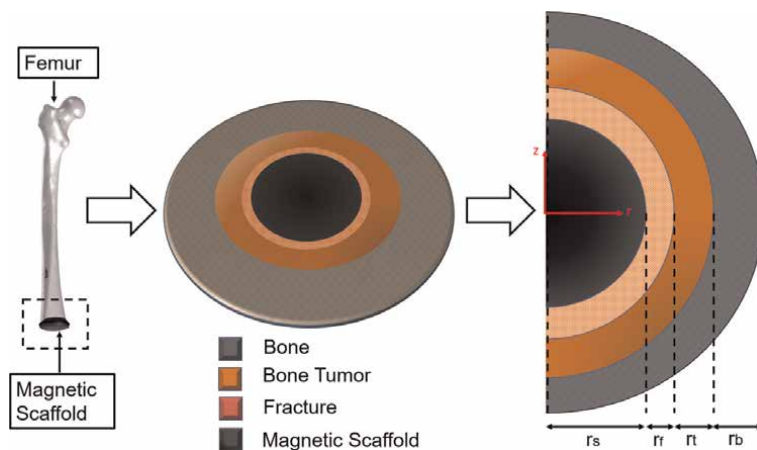 Femur
Magnetic
Scaffold
Bone
Bone Tumor
Fracture
Magnetic Scaffold
z
r
rs
rf
rt
rb